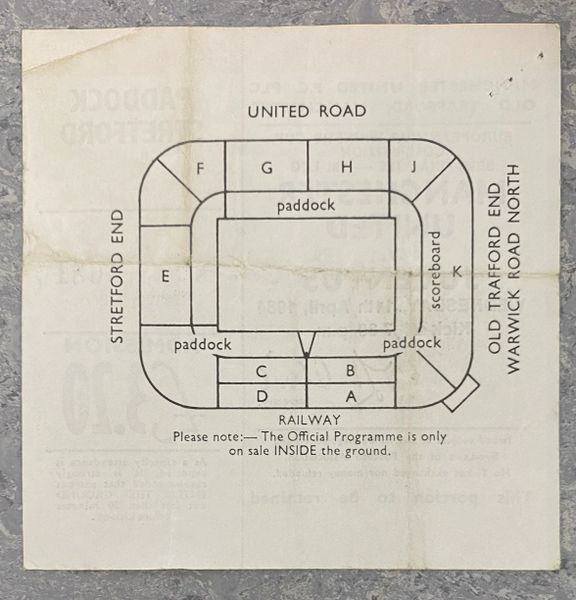 UNITED ROAD
F
G
H
J
paddock
STRETFORD END
E
scoreboard
K
OLD TRAFFORD END
WARWICK ROAD NORTH
paddock
paddock
C
B
D
A
RAILWAY
Please note:— The Official Programme is only
on sale INSIDE the ground.